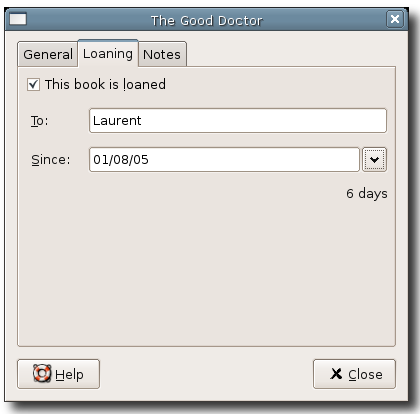 The Good Doctor
General Loaning Notes
This book is loaned
To: Laurent
Since: 01/08/05
6 days
Help Close